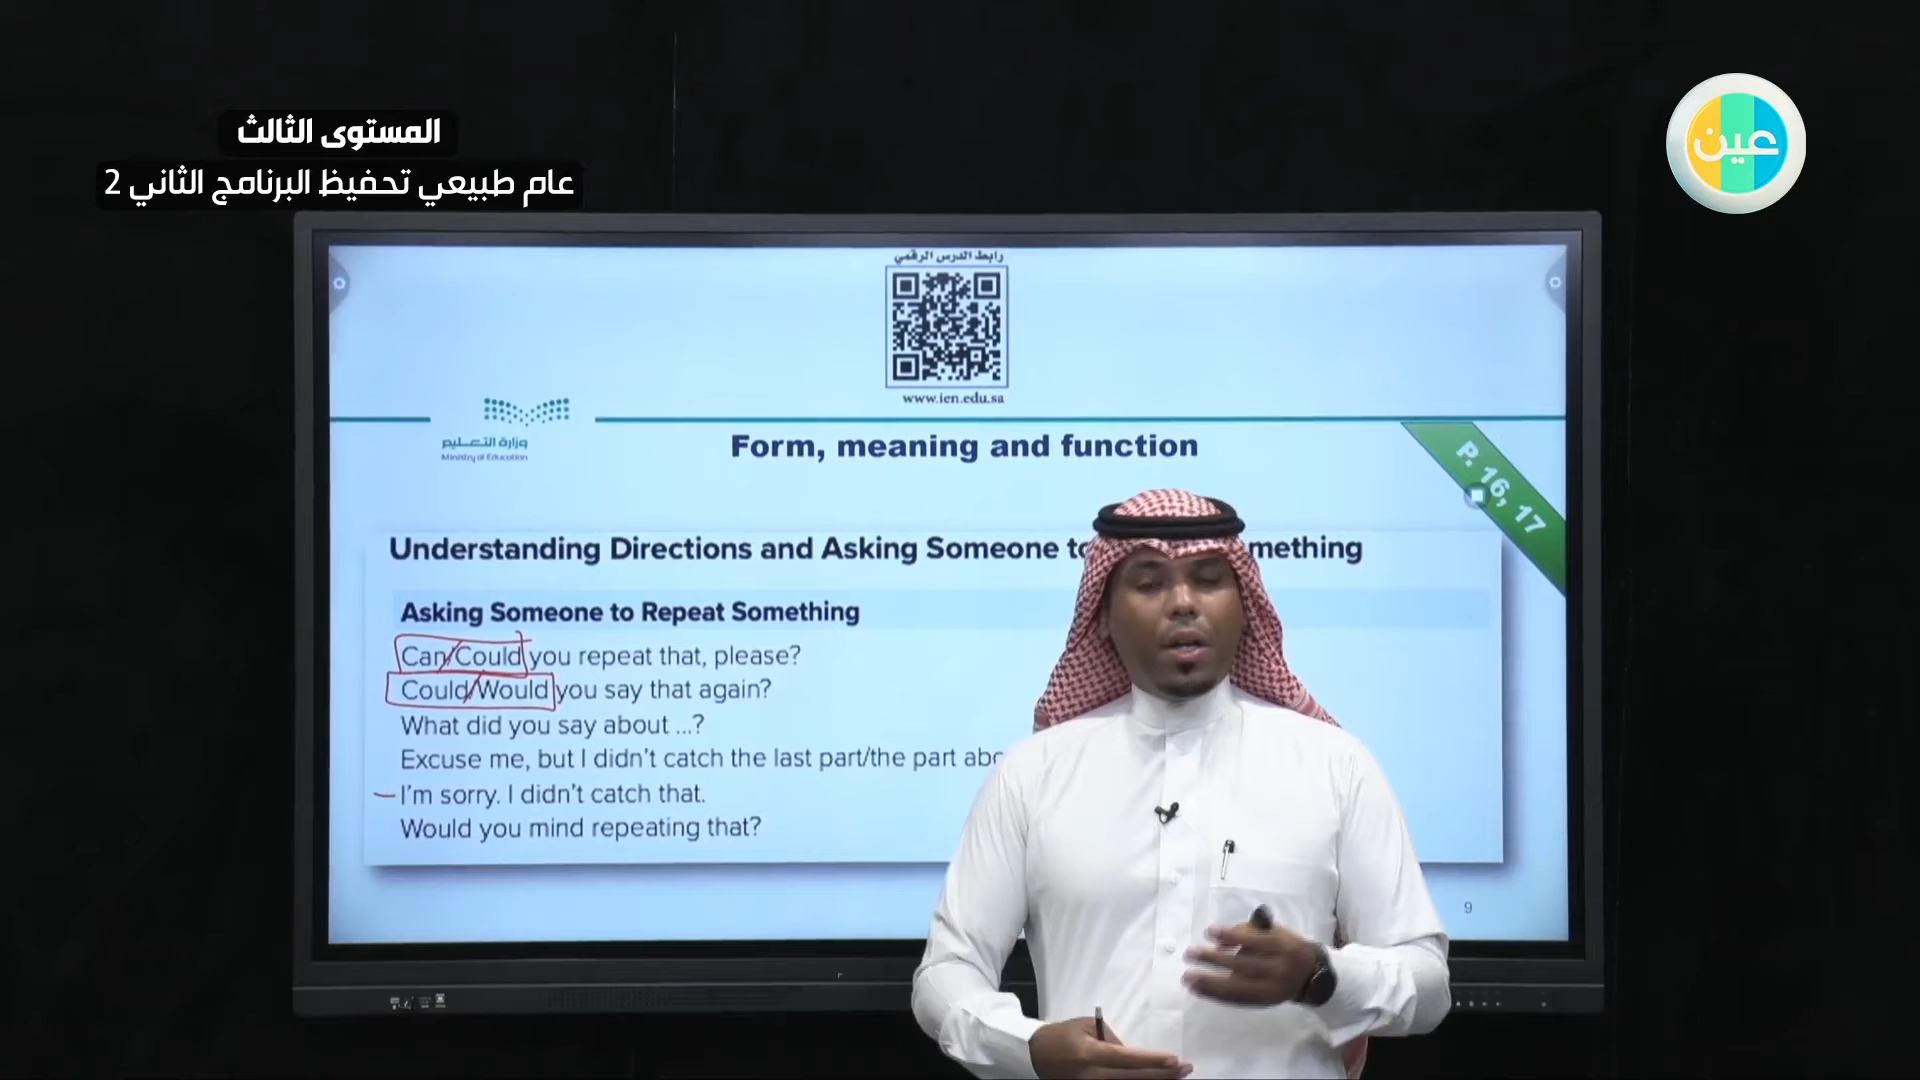 المستوى الثالث
عام طبيعي تحفيظ البرنامج الثاني 2
عين
رابط الدرس الرقمي
www.ien.edu.sa
وزارة التعليم
Ministry of Education
Form, meaning and function
P. 16, 17
Understanding Directions and Asking Someone to mething
Asking Someone to Repeat Something
Can/Could you repeat that, please?
Could/Would you say that again?
What did you say about ...?
Excuse me, but I didn't catch the last part/the part
I'm sorry. I didn't catch that.
Would you mind repeating that?
9